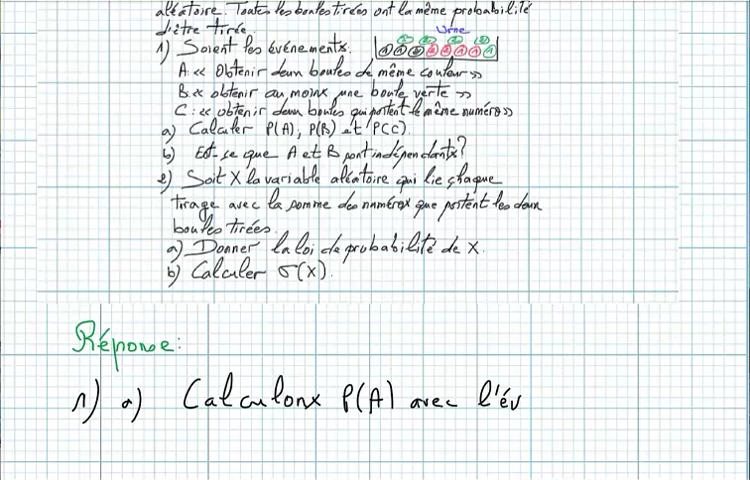 aléatoire. Toutes les boules tirées ont la même probabilité
d'être tirée.
Urne
1) Soient les événements.
A: « Obtenir deux boules de même couleur »
B: « obtenir au moins une boule verte »
C: « obtenir deux boules qui portent le même numéro »
a) Calculer P(A), P(B) et P(C).
b) Est-se que A et B sont indépendants?
2) Soit X la variable aléatoire qui lie chaque
tirage avec la somme des numéros que portent les deux
boules tirées.
a) Donner la loi de probabilité de X.
b) Calculer σ(X).
Réponse:
1) a) Calculons P(A) avec l'év